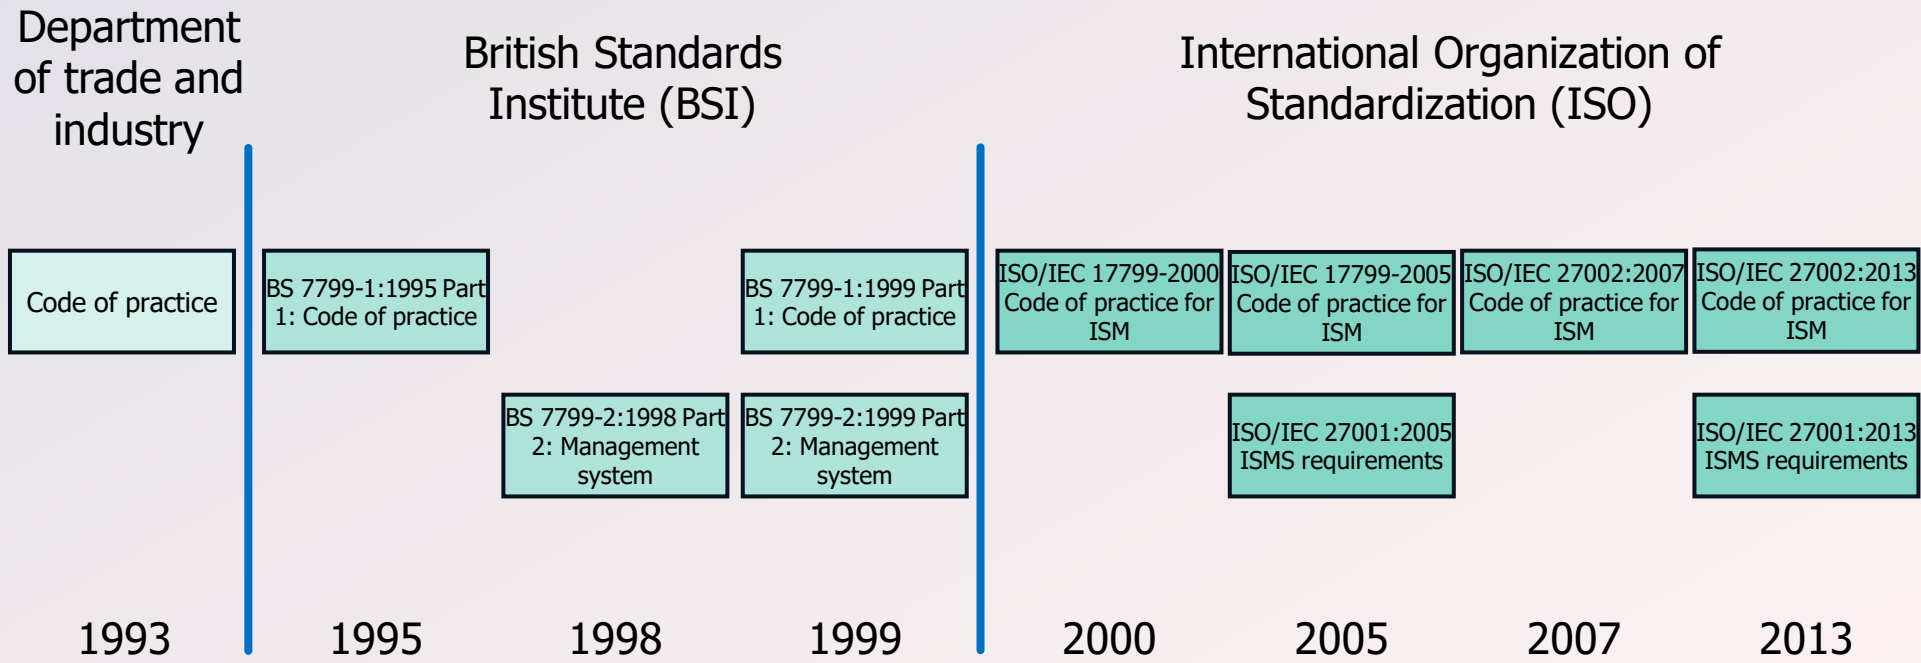 Department
of trade and
industry
British Standards
Institute (BSI)
International Organization of
Standardization (ISO)
Code of practice
BS 7799-1:1995 Part
1: Code of practice
BS 7799-1:1999 Part
1: Code of practice
ISO/IEC 17799-2000
Code of practice for
ISM
ISO/IEC 17799-2005
Code of practice for
ISM
ISO/IEC 27002:2007
Code of practice for
ISM
ISO/IEC 27002:2013
Code of practice for
ISM
BS 7799-2:1998 Part
2: Management
system
BS 7799-2:1999 Part
2: Management
system
ISO/IEC 27001:2005
ISMS requirements
ISO/IEC 27001:2013
ISMS requirements
1993
1995
1998
1999
2000
2005
2007
2013